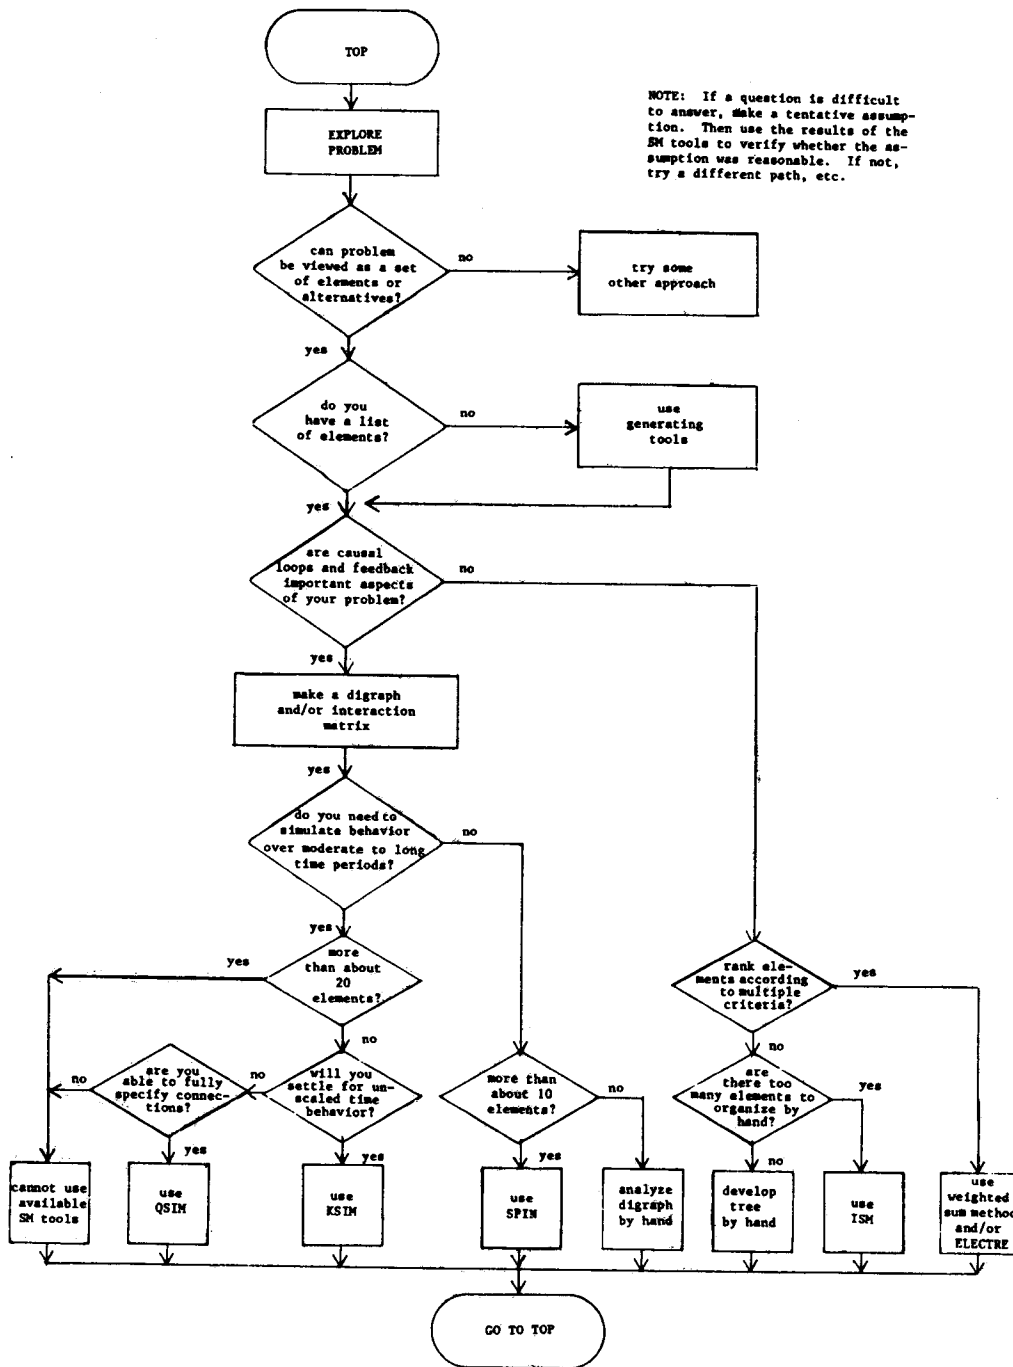 TOP
NOTE: If a question is difficult
to answer, make a tentative assump-
tion. Then use the results of the
SM tools to verify whether the as-
sumption was reasonable. If not,
try a different path, etc.
EXPLORE
PROBLEM
can problem
be viewed as a set
of elements or
alternatives?
no
try some
other approach
yes
do you
have a list
of elements?
no
use
generating
tools
yes
are causal
loops and feedback
important aspects
of your problem?
no
yes
make a digraph
and/or interaction
matrix
yes
do you need to
simulate behavior
over moderate to long
time periods?
no
yes
more
than about
20
elements?
yes
no
rank ele-
ments according
to multiple
criteria?
yes
no
are you
able to fully
specify connec-
tions?
no
yes
will you
settle for un-
scaled time
behavior?
no
yes
more than
about 10
elements?
no
yes
are
there too
many elements to
organize by
hand?
yes
no
cannot use
available
SM tools
use
QSIM
use
KSIM
use
SPIN
analyze
digraph
by hand
develop
tree
by hand
use
ISM
use
weighted
sum method
and/or
ELECTRE
GO TO TOP